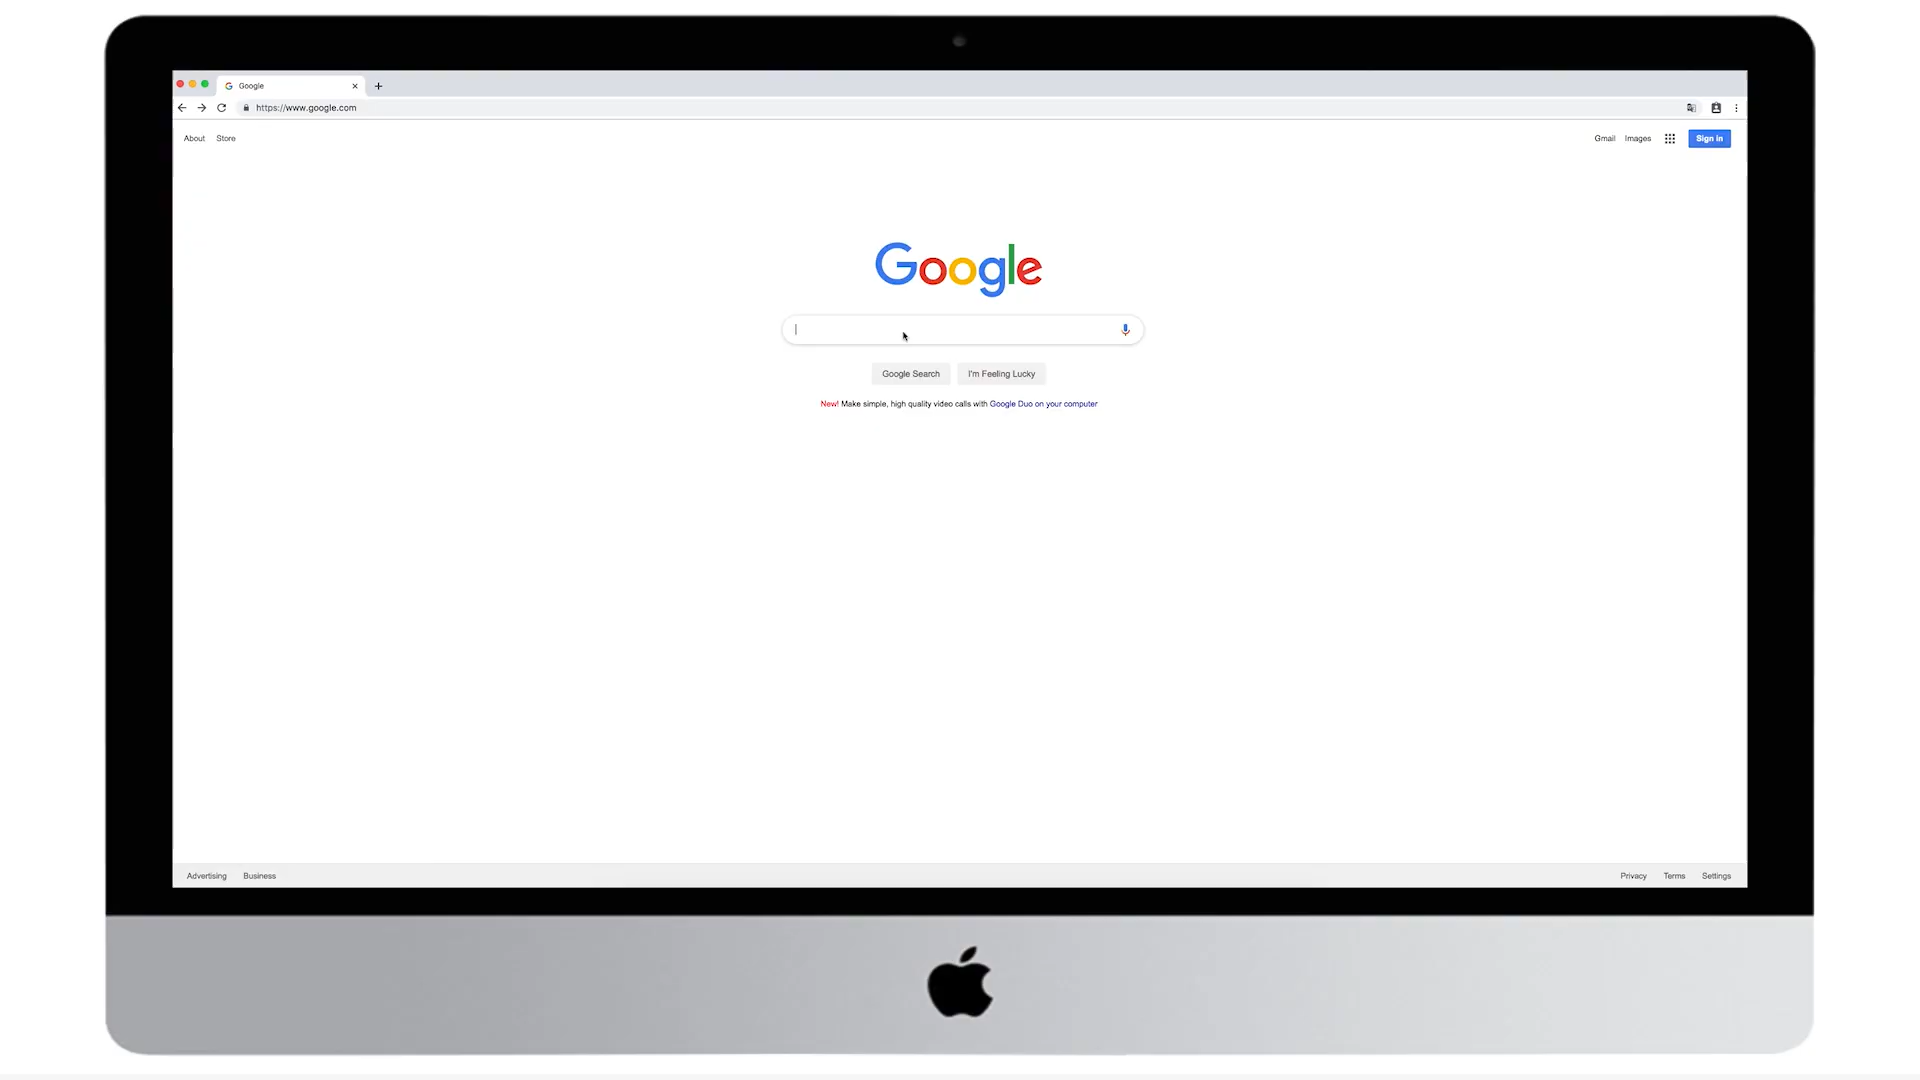 Google
https://www.google.com
About Store
Gmail Images Sign in
Google
Google Search I'm Feeling Lucky
New! Make simple, high quality video calls with Google Duo on your computer
Advertising Business
Privacy Terms Settings